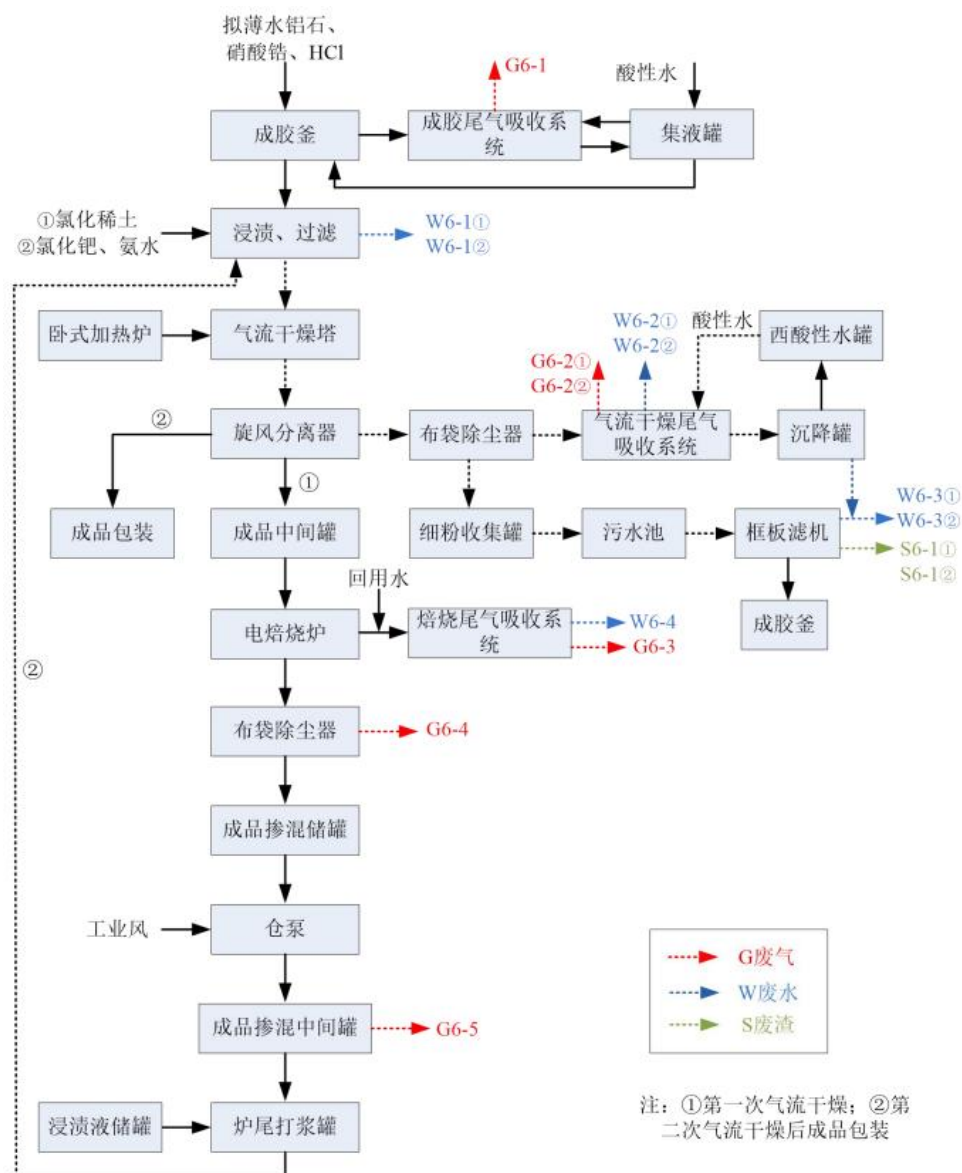 拟薄水铝石、
硝酸锆、HCl
G6-1
酸性水
成胶釜
成胶尾气吸收系
统
集液罐
①氯化稀土
②氯化钯、氨水
浸渍、过滤
W6-1①
W6-1②
卧式加热炉
气流干燥塔
G6-2①
G6-2②
W6-2①
W6-2②
酸性水
西酸性水罐
②
旋风分离器
布袋除尘器
气流干燥尾气
吸收系统
沉降罐
①
成品包装
成品中间罐
细粉收集罐
污水池
框板滤机
W6-3①
W6-3②
S6-1①
S6-1②
回用水
电焙烧炉
焙烧尾气吸收系
统
W6-4
G6-3
成胶釜
②
布袋除尘器
G6-4
成品掺混储罐
工业风
仓泵
成品掺混中间罐
G6-5
G废气
W废水
S废渣
浸渍液储罐
炉尾打浆罐
注：①第一次气流干燥；②第
二次气流干燥后成品包装